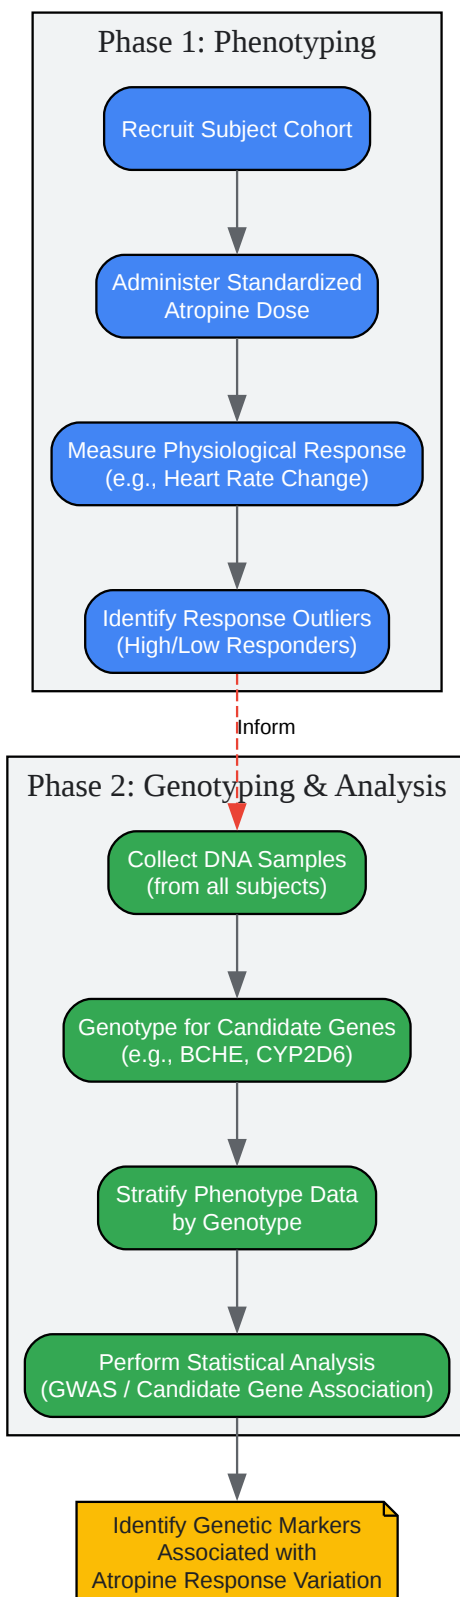 Phase 1: Phenotyping
Recruit Subject Cohort
Administer Standardized
Atropine Dose
Measure Physiological Response
(e.g., Heart Rate Change)
Identify Response Outliers
(High/Low Responders)
Inform
Phase 2: Genotyping & Analysis
Collect DNA Samples
(from all subjects)
Genotype for Candidate Genes
(e.g., BCHE, CYP2D6)
Stratify Phenotype Data
by Genotype
Perform Statistical Analysis
(GWAS / Candidate Gene Association)
Identify Genetic Markers
Associated with
Atropine Response Variation